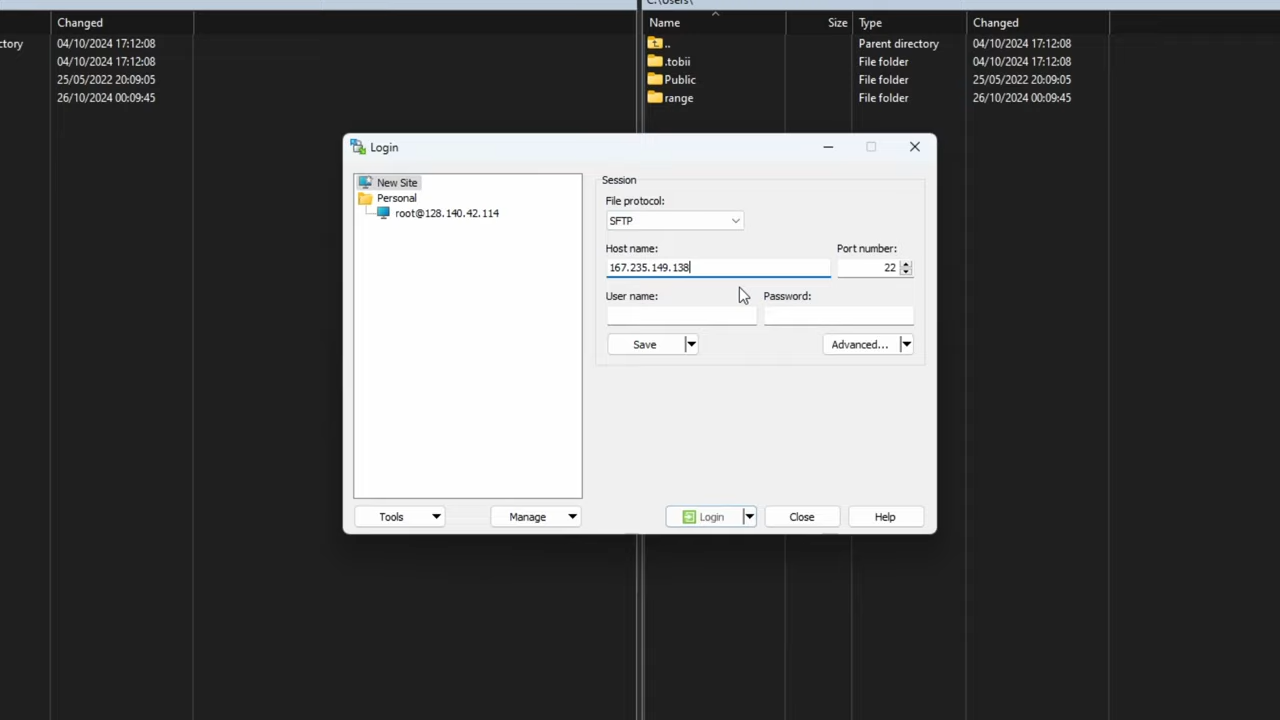 C:\Users\
Changed
Name Size Type Changed
ctory 04/10/2024 17:12:08
.. Parent directory 04/10/2024 17:12:08
04/10/2024 17:12:08
.tobii File folder 04/10/2024 17:12:08
25/05/2022 20:09:05
Public File folder 25/05/2022 20:09:05
26/10/2024 00:09:45
range File folder 26/10/2024 00:09:45
Login
New Site
Personal
root@128.140.42.114
Session
File protocol:
SFTP
Host name: Port number:
167.235.149.138 22
User name: Password:
Save Advanced...
Tools Manage Login Close Help